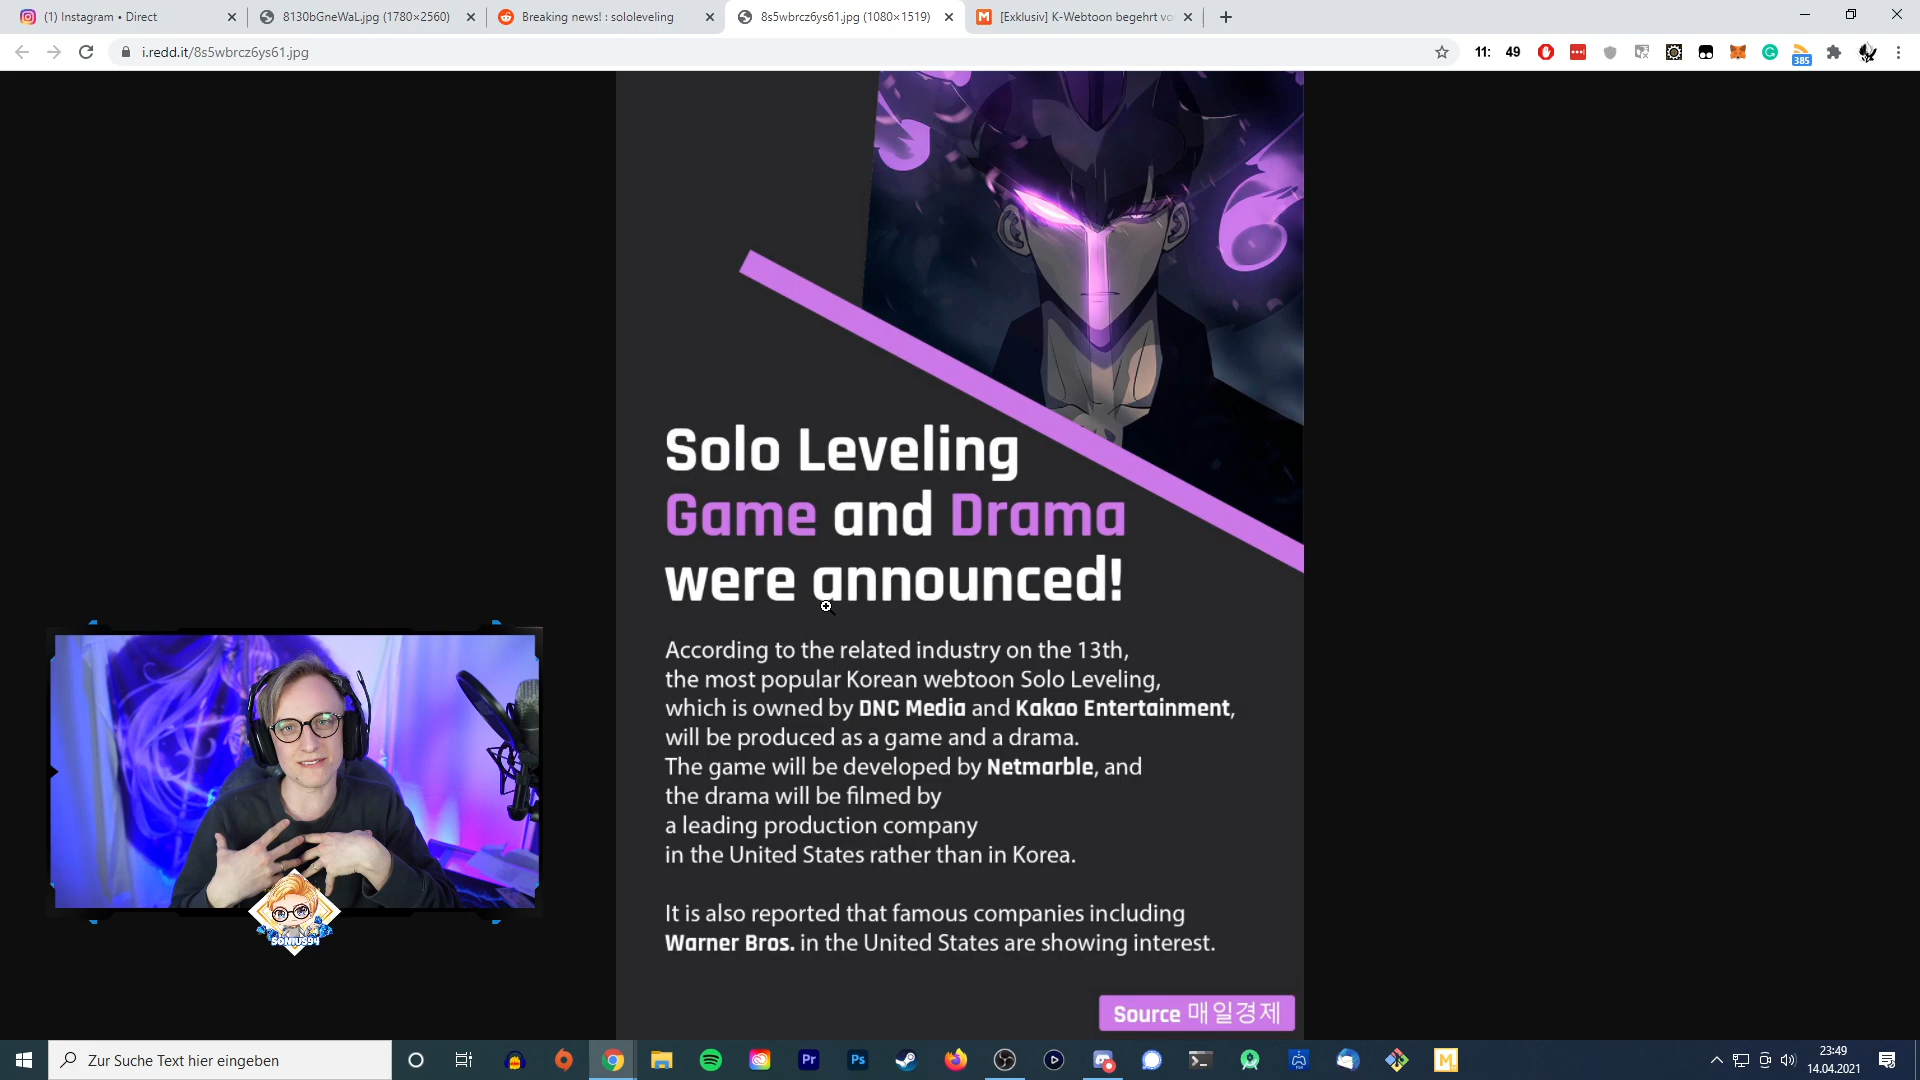 (1) Instagram • Direct
8130bGneWaL.jpg (1780×2560)
Breaking news! : sololeveling
8s5wbrcz6ys61.jpg (1080×1519)
[Exklusiv] K-Webtoon begehrt vo
i.redd.it/8s5wbrcz6ys61.jpg
11: 49
385
Solo Leveling
Game and Drama
were announced!
According to the related industry on the 13th,
the most popular Korean webtoon Solo Leveling,
which is owned by DNC Media and Kakao Entertainment,
will be produced as a game and a drama.
The game will be developed by Netmarble, and
the drama will be filmed by
a leading production company
in the United States rather than in Korea.
It is also reported that famous companies including
Warner Bros. in the United States are showing interest.
Source 매일경제
SONIUS94
Zur Suche Text hier eingeben
Pr
Ps
23:49
14.04.2021